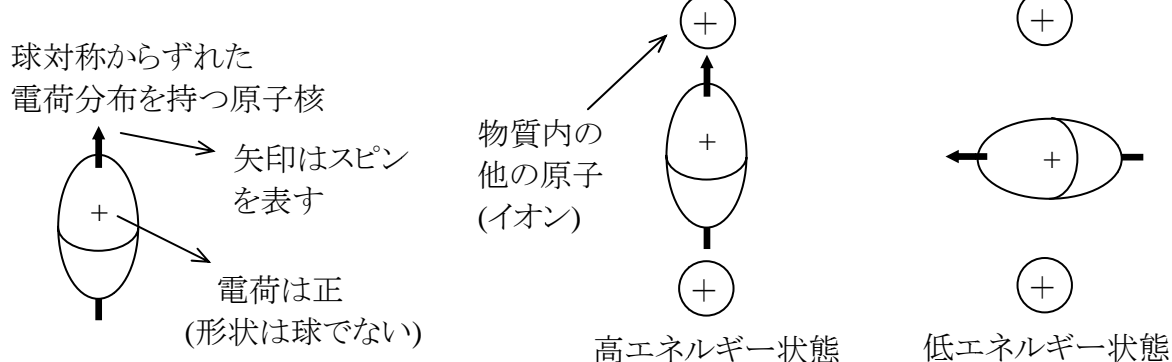 球対称からずれた
電荷分布を持つ原子核
矢印はスピン
を表す
+
電荷は正
(形状は球でない)
物質内の
他の原子
(イオン)
+
+
+
高エネルギー状態
+
+
+
低エネルギー状態